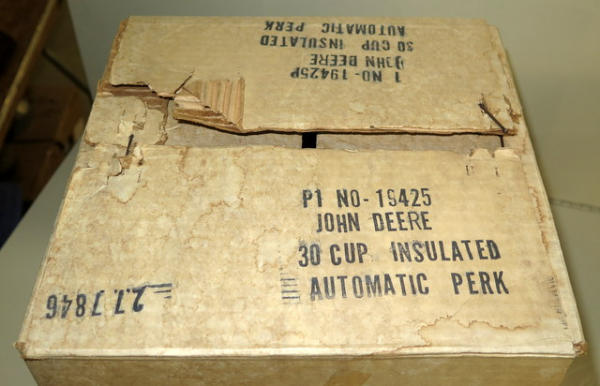 1 NO-19425P
JOHN DEERE
30 CUP INSULATED
AUTOMATIC PERK
P1 NO-19425
JOHN DEERE
30 CUP INSULATED
AUTOMATIC PERK
2.7.7846